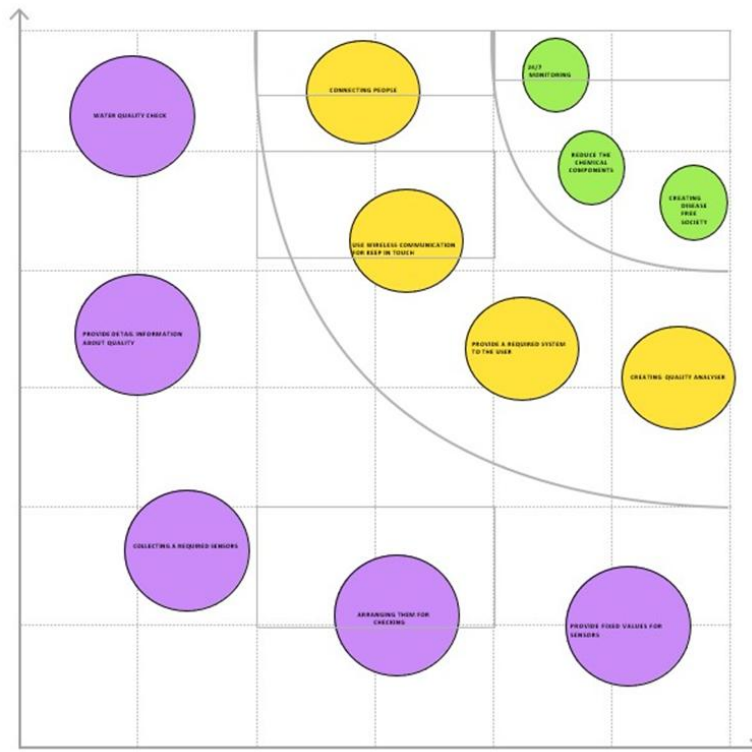 WATER QUALITY CHECK
CONNECTING PEOPLE
24/7
MONITORING
REDUCE THE
CHEMICAL
COMPONENTS
CREATING
DISEASE
FREE
SOCIETY
USE WIRELESS COMMUNICATION
FOR KEEP IN TOUCH
PROVIDE DETAIL INFORMATION
ABOUT QUALITY
PROVIDE A REQUIRED SYSTEM
TO THE USER
CREATING QUALITY ANALYSER
COLLECTING A REQUIRED SENSORS
ARRANGING THEM FOR
CHECKING
PROVIDE FIXED VALUES FOR
SENSORS